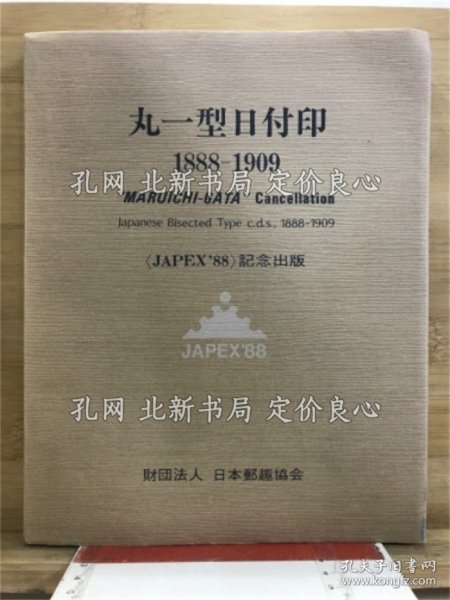 丸一型日付印
1888-1909
孔网 北新书局 定价良心
"MARUICHI-GATA" Cancellation
Japanese Bisected Type c.d.s., 1888-1909
〈JAPEX'88〉記念出版
JAPEX'88
孔网 北新书局 定价良心
財団法人 日本郵趣協会
孔夫子旧书网
www.kongfz.com